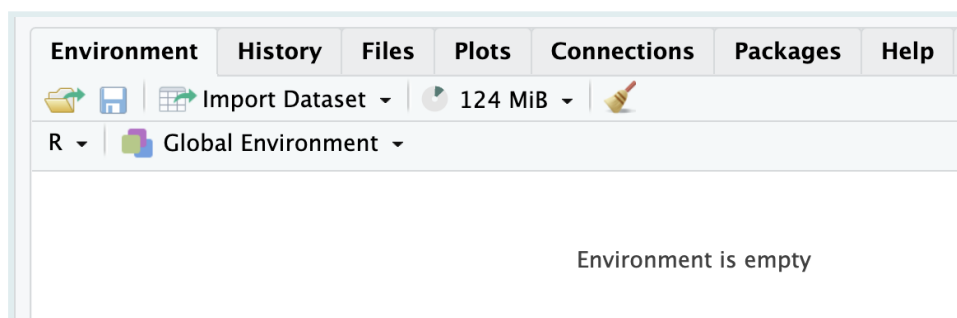 Environment History Files Plots Connections Packages Help
Import Dataset 124 MiB
R Global Environment
Environment is empty